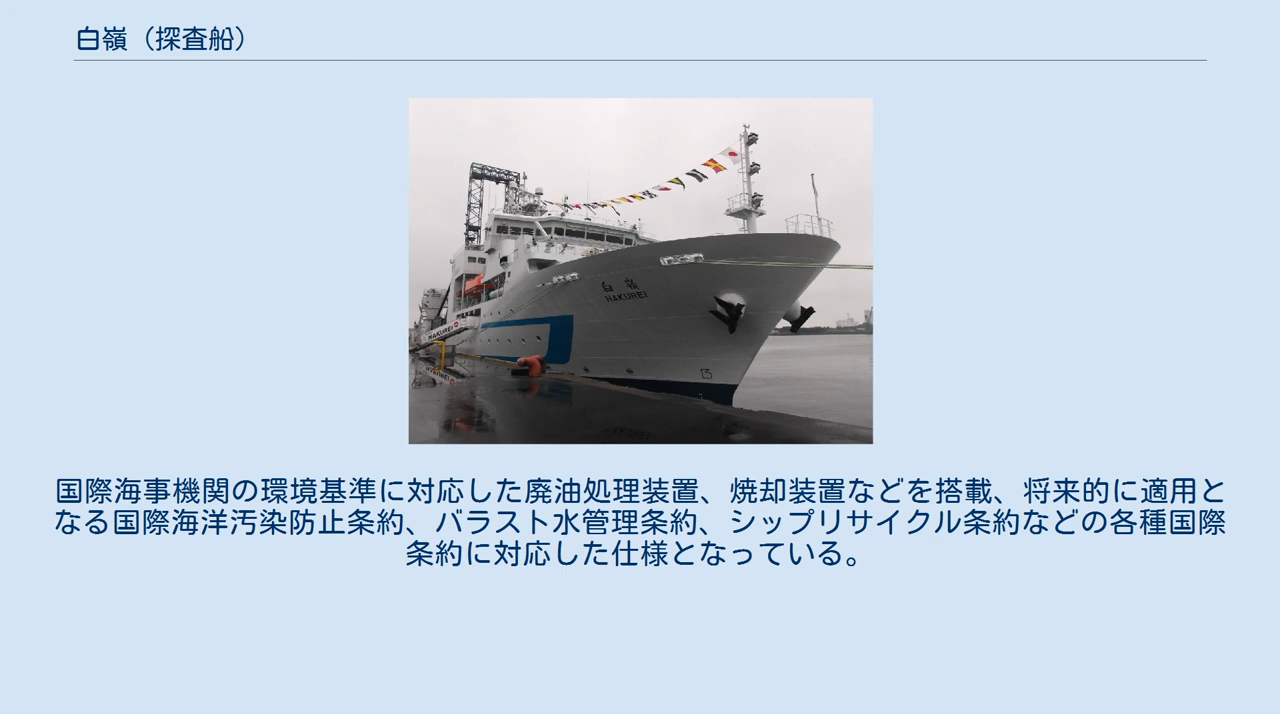 白嶺（探査船）
白嶺
HAKUREI
HAKUREI
国際海事機関の環境基準に対応した廃油処理装置、焼却装置などを搭載、将来的に適用と
なる国際海洋汚染防止条約、バラスト水管理条約、シップリサイクル条約などの各種国際
条約に対応した仕様となっている。